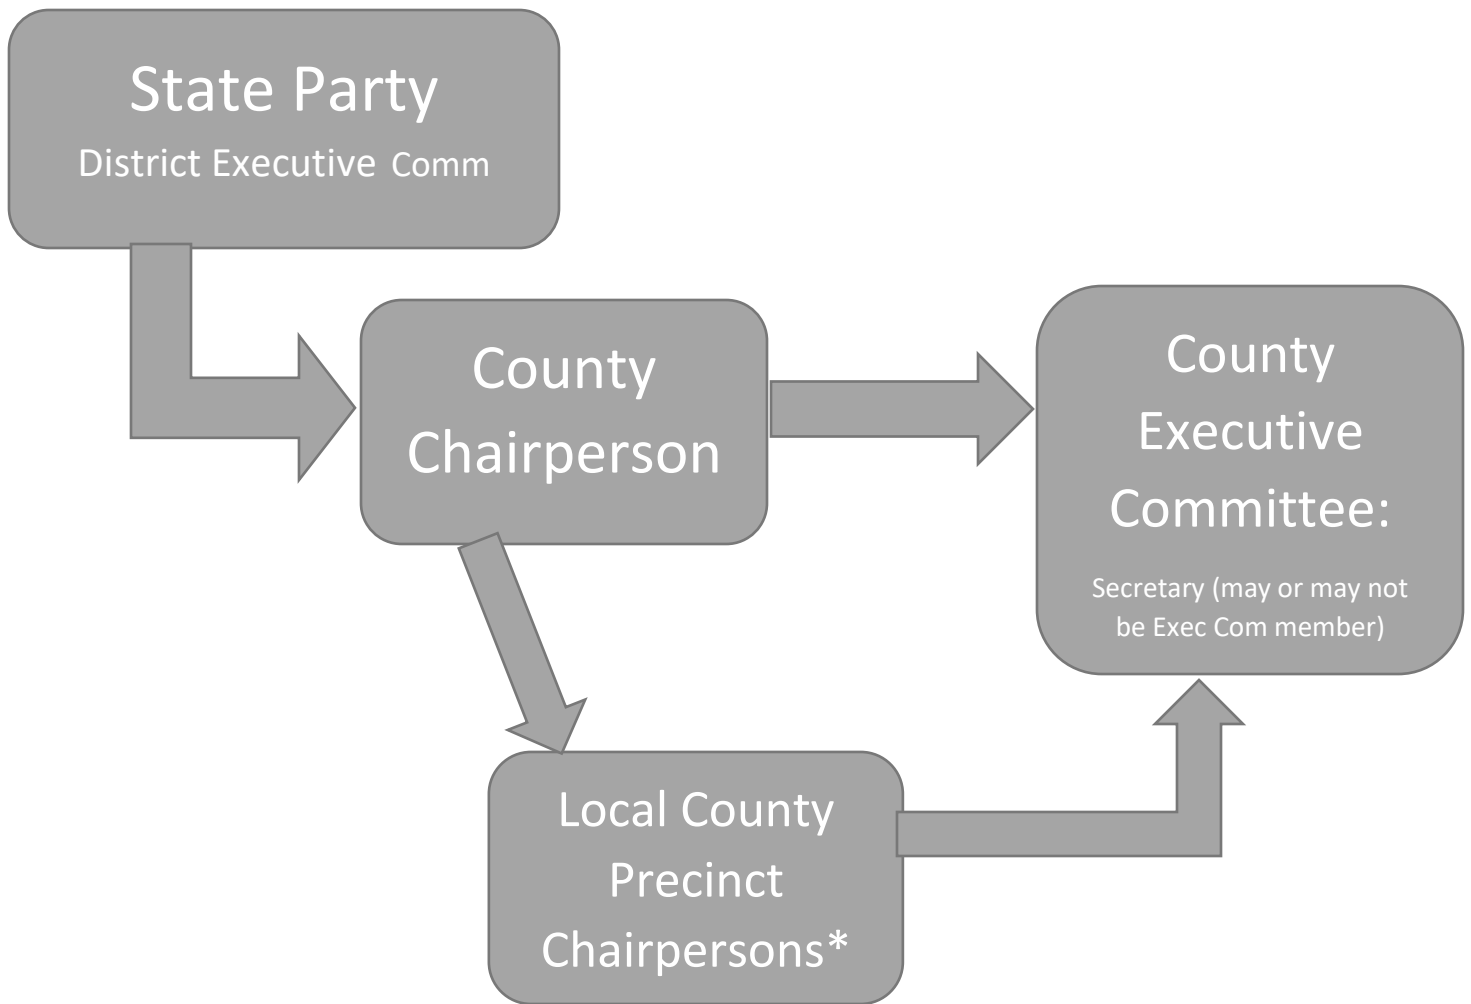 State Party
District Executive Comm
County
Chairperson
County
Executive
Committee:
Secretary (may or may not
be Exec Com member)
Local County
Precinct
Chairpersons*